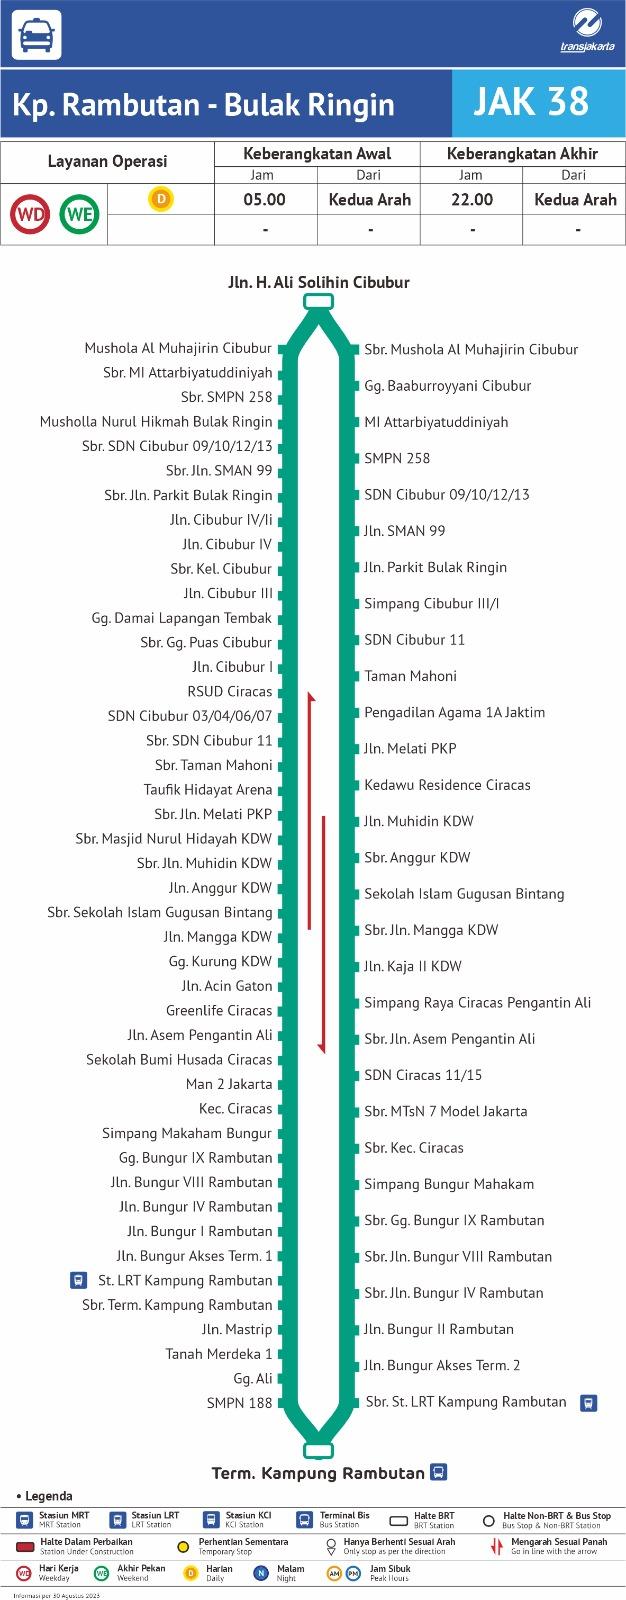 transjakarta
Kp. Rambutan - Bulak Ringin
JAK 38
Layanan Operasi
Keberangkatan Awal
Keberangkatan Akhir
Jam
Dari
Jam
Dari
WD
WE
D
05.00
Kedua Arah
22.00
Kedua Arah
-
-
-
-
Jln. H. Ali Solihin Cibubur
Mushola Al Muhajirin Cibubur
Sbr. MI Attarbiyatuddiniyah
Sbr. SMPN 258
Musholla Nurul Hikmah Bulak Ringin
Sbr. SDN Cibubur 09/10/12/13
Sbr. Jln. SMAN 99
Sbr. Jln. Parkit Bulak Ringin
Jln. Cibubur IV/Ii
Jln. Cibubur IV
Sbr. Kel. Cibubur
Jln. Cibubur III
Gg. Damai Lapangan Tembak
Sbr. Gg. Puas Cibubur
Jln. Cibubur I
RSUD Ciracas
SDN Cibubur 03/04/06/07
Sbr. SDN Cibubur 11
Sbr. Taman Mahoni
Taufik Hidayat Arena
Sbr. Jln. Melati PKP
Sbr. Masjid Nurul Hidayah KDW
Sbr. Jln. Muhidin KDW
Jln. Anggur KDW
Sbr. Sekolah Islam Gugusan Bintang
Jln. Mangga KDW
Gg. Kurung KDW
Jln. Acin Gaton
Greenlife Ciracas
Jln. Asem Pengantin Ali
Sekolah Bumi Husada Ciracas
Man 2 Jakarta
Kec. Ciracas
Simpang Makaham Bungur
Gg. Bungur IX Rambutan
Jln. Bungur VIII Rambutan
Jln. Bungur IV Rambutan
Jln. Bungur I Rambutan
Jln. Bungur Akses Term. 1
St. LRT Kampung Rambutan
Sbr. Term. Kampung Rambutan
Jln. Mastrip
Tanah Merdeka 1
Gg. Ali
SMPN 188
Sbr. Mushola Al Muhajirin Cibubur
Gg. Baaburroyyani Cibubur
MI Attarbiyatuddiniyah
SMPN 258
SDN Cibubur 09/10/12/13
Jln. SMAN 99
Jln. Parkit Bulak Ringin
Simpang Cibubur III/I
SDN Cibubur 11
Taman Mahoni
Pengadilan Agama 1A Jaktim
Jln. Melati PKP
Kedawu Residence Ciracas
Jln. Muhidin KDW
Sbr. Anggur KDW
Sekolah Islam Gugusan Bintang
Sbr. Jln. Mangga KDW
Jln. Kaja II KDW
Simpang Raya Ciracas Pengantin Ali
Sbr. Jln. Asem Pengantin Ali
SDN Ciracas 11/15
Sbr. MTsN 7 Model Jakarta
Sbr. Kec. Ciracas
Simpang Bungur Mahakam
Sbr. Gg. Bungur IX Rambutan
Sbr. Jln. Bungur VIII Rambutan
Sbr. Jln. Bungur IV Rambutan
Jln. Bungur II Rambutan
Jln. Bungur Akses Term. 2
Sbr. St. LRT Kampung Rambutan
Term. Kampung Rambutan
• Legenda
Stasiun MRT
MRT Station
Stasiun LRT
LRT Station
Stasiun KCI
KCI Station
Terminal Bis
Bus Station
Halte BRT
BRT Station
Halte Non-BRT & Bus Stop
Bus Stop & Non-BRT Station
Halte Dalam Perbaikan
Station Under Construction
Perhentian Sementara
Temporary Stop
Hanya Berhenti Sesuai Arah
Only stop as per the direction
Mengarah Sesuai Panah
Go in line with the arrow
WD
Hari Kerja
Weekday
WE
Akhir Pekan
Weekend
D
Harian
Daily
N
Malam
Night
AM
PM
Jam Sibuk
Peak Hours
Informasi per 30 Agustus 2023